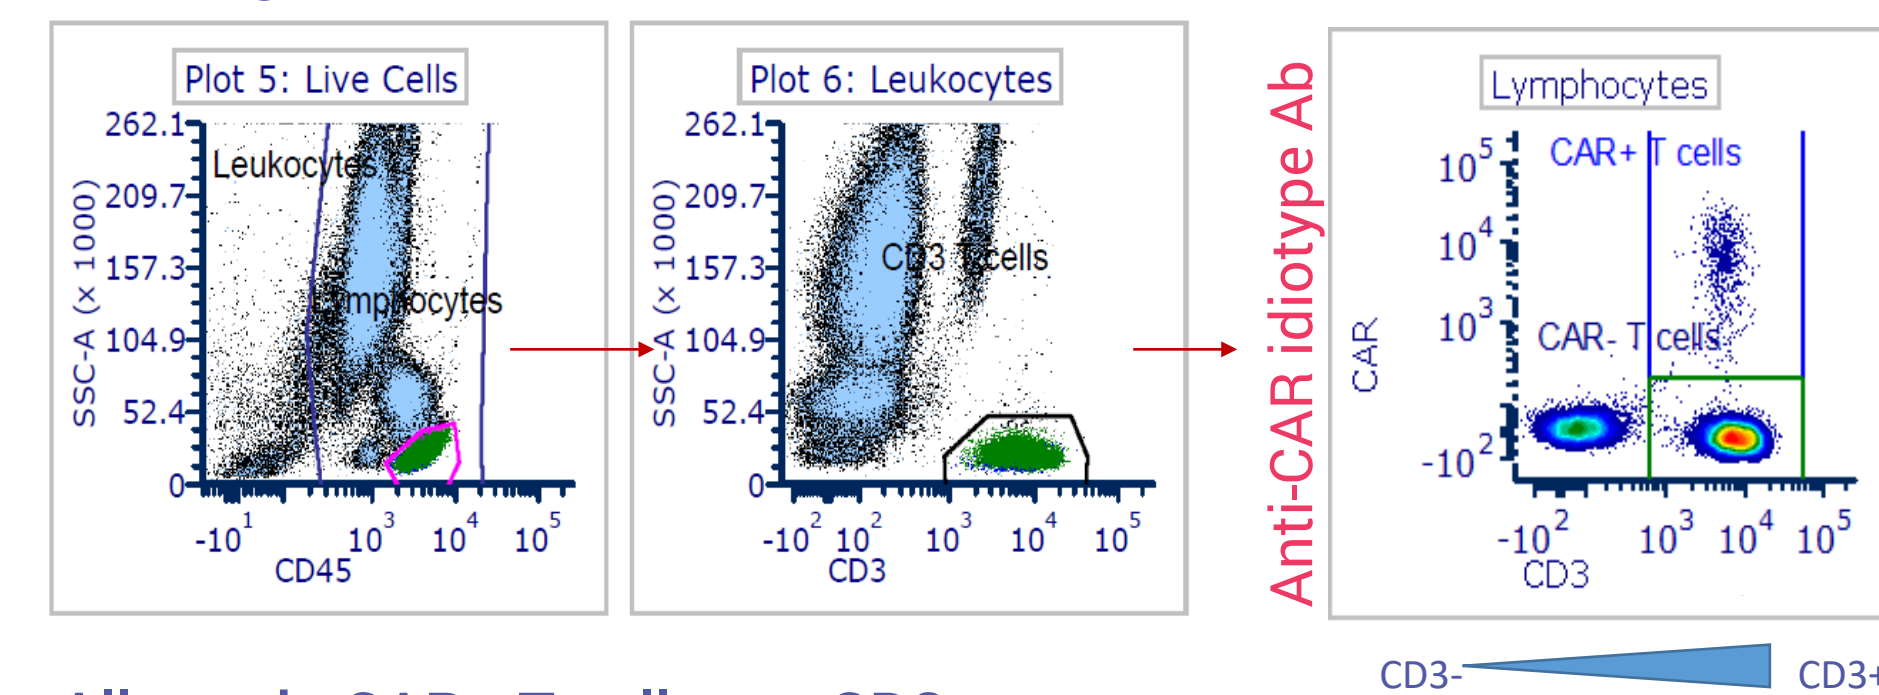 Plot 5: Live Cells
262.1
209.7
157.3
104.9
52.4
0
SSC-A (x 1000)
Leukocytes
Lymphocytes
-10^1 10^3 10^4 10^5
CD45
Plot 6: Leukocytes
262.1
209.7
157.3
104.9
52.4
0
SSC-A (x 1000)
CD3 T cells
-10^2 10^2 10^3 10^4 10^5
CD3
Anti-CAR idiotype Ab
Lymphocytes
CAR+ T cells
CAR- T cells
10^5
10^4
10^3
-10^2
CAR
-10^2 10^3 10^4 10^5
CD3
CD3-
CD3+